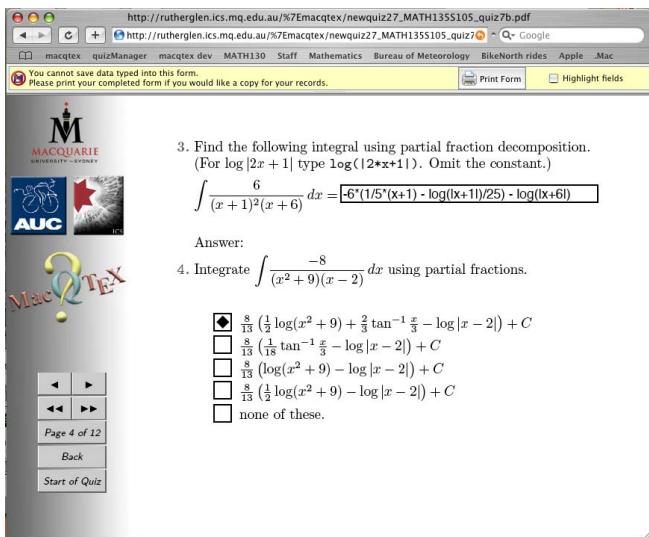 http://rutherglen.ics.mq.edu.au/%7Emacqtex/newquiz27_MATH135S105_quiz7b.pdf
http://rutherglen.ics.mq.edu.au/%7Emacqtex/newquiz27_MATH135S105_quiz7 Google
macqtex quizManager macqtex dev MATH130 Staff Mathematics Bureau of Meteorology BikeNorth rides Apple .Mac
You cannot save data typed into this form.
Please print your completed form if you would like a copy for your records.
Print Form
Highlight fields
MACQUARIE
UNIVERSITY ~ SYDNEY
AUC
ICS
MacQTEX
Page 4 of 12
Back
Start of Quiz
3. Find the following integral using partial fraction decomposition.
(For log |2x + 1| type log(|2*x+1|). Omit the constant.)
∫ 6/((x + 1)²(x + 6)) dx = -6*(1/5*(x+1) - log(|x+1|)/25) - log(|x+6|)
Answer:
4. Integrate ∫ −8/((x² + 9)(x − 2)) dx using partial fractions.
8/13 (1/2 log(x² + 9) + 2/3 tan⁻¹ x/3 − log |x − 2|) + C
8/13 (1/18 tan⁻¹ x/3 − log |x − 2|) + C
8/13 (log(x² + 9) − log |x − 2|) + C
8/13 (1/2 log(x² + 9) − log |x − 2|) + C
none of these.